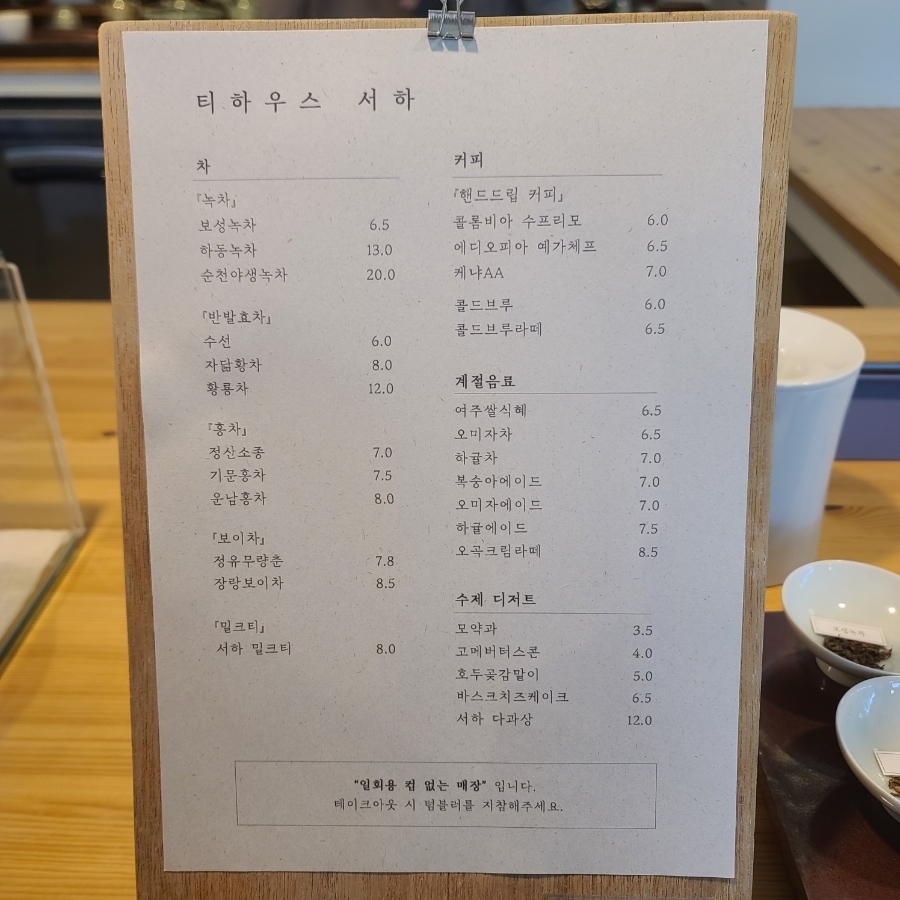 티하우스 서하
차
『녹차』
보성녹차 6.5
하동녹차 13.0
순천야생녹차 20.0
『반발효차』
수선 6.0
자닮황차 8.0
황룡차 12.0
『홍차』
정산소종 7.0
기문홍차 7.5
운남홍차 8.0
『보이차』
정유무량춘 7.8
장랑보이차 8.5
『밀크티』
서하 밀크티 8.0
커피
『핸드드립 커피』
콜롬비아 수프리모 6.0
에디오피아 예가체프 6.5
케냐AA 7.0
콜드브루 6.0
콜드브루라떼 6.5
계절음료
여주쌀식혜 6.5
오미자차 6.5
하귤차 7.0
복숭아에이드 7.0
오미자에이드 7.0
하귤에이드 7.5
오곡크림라떼 8.5
수제 디저트
모약과 3.5
고메버터스콘 4.0
호두곶감말이 5.0
바스크치즈케이크 6.5
서하 다과상 12.0
"일회용 컵 없는 매장" 입니다.
테이크아웃 시 텀블러를 지참해주세요.